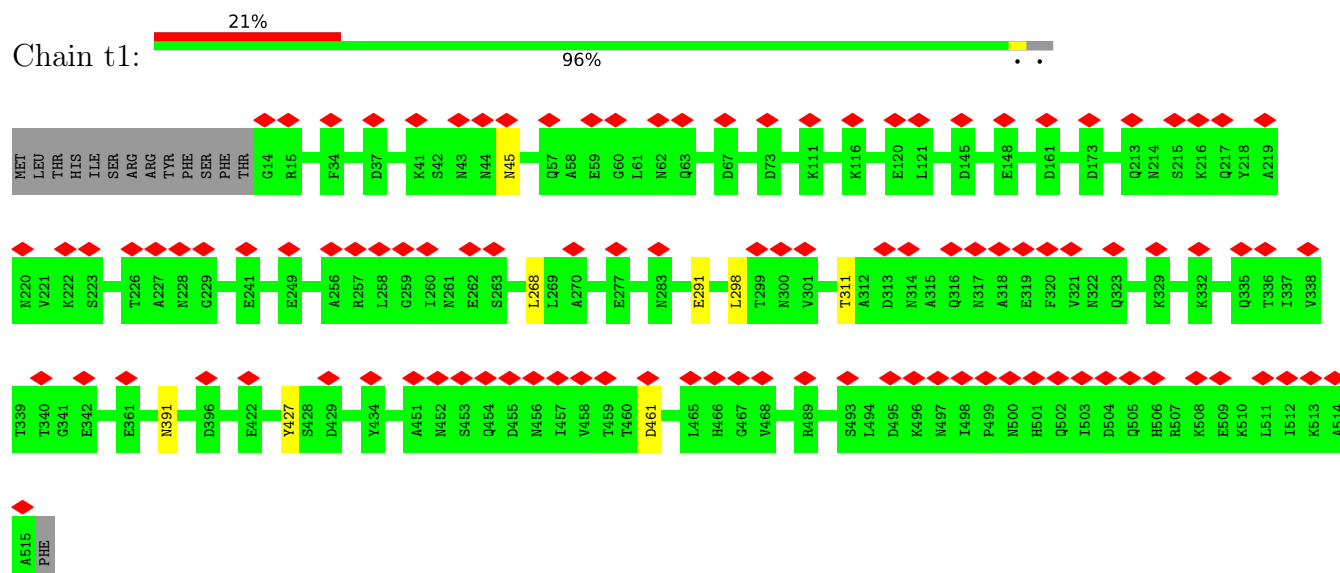 21%
Chain t1:
96%
. .
MET LEU THR HIS ILE SER ARG ARG TYR PHE SER PHE THR G14 R15 F34 D37 K41 S42 N43 N44 N45 Q57 A58 E59 G60 L61 N62 Q63 D67 D73 K111 K116 E120 L121 D145 E148 D161 D173 Q213 N214 S215 K216 Q217 Y218 A219
N220 V221 K222 S223 T226 A227 N228 G229 E241 E249 A256 R257 L258 G259 I260 N261 E262 S263 L268 L269 A270 E277 N283 E291 L298 T299 N300 V301 T311 A312 D313 N314 A315 Q316 N317 A318 E319 F320 V321 N322 Q323 K329 K332 Q335 T336 I337 V338
T339 T340 G341 E342 E361 N391 D396 E422 Y427 S428 D429 Y434 A451 N452 S453 Q454 D455 N456 I457 V458 T459 T460 D461 L465 H466 G467 V468 R489 S493 L494 D495 K496 N497 I498 P499 N500 H501 Q502 I503 D504 Q505 H506 R507 K508 E509 K510 L511 I512 K513 A514
A515 PHE